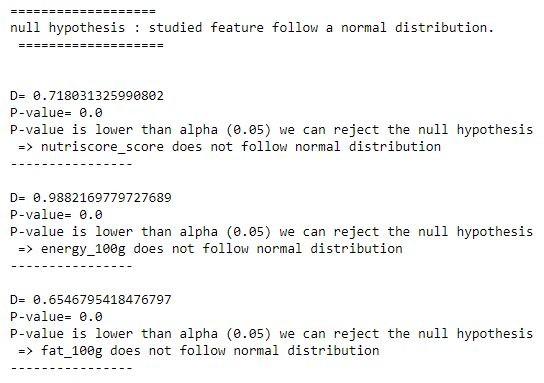 ===================
null hypothesis : studied feature follow a normal distribution.
===================
D= 0.718031325990802
P-value= 0.0
P-value is lower than alpha (0.05) we can reject the null hypothesis
=> nutriscore_score does not follow normal distribution
----------------
D= 0.9882169779727689
P-value= 0.0
P-value is lower than alpha (0.05) we can reject the null hypothesis
=> energy_100g does not follow normal distribution
----------------
D= 0.6546795418476797
P-value= 0.0
P-value is lower than alpha (0.05) we can reject the null hypothesis
=> fat_100g does not follow normal distribution
----------------